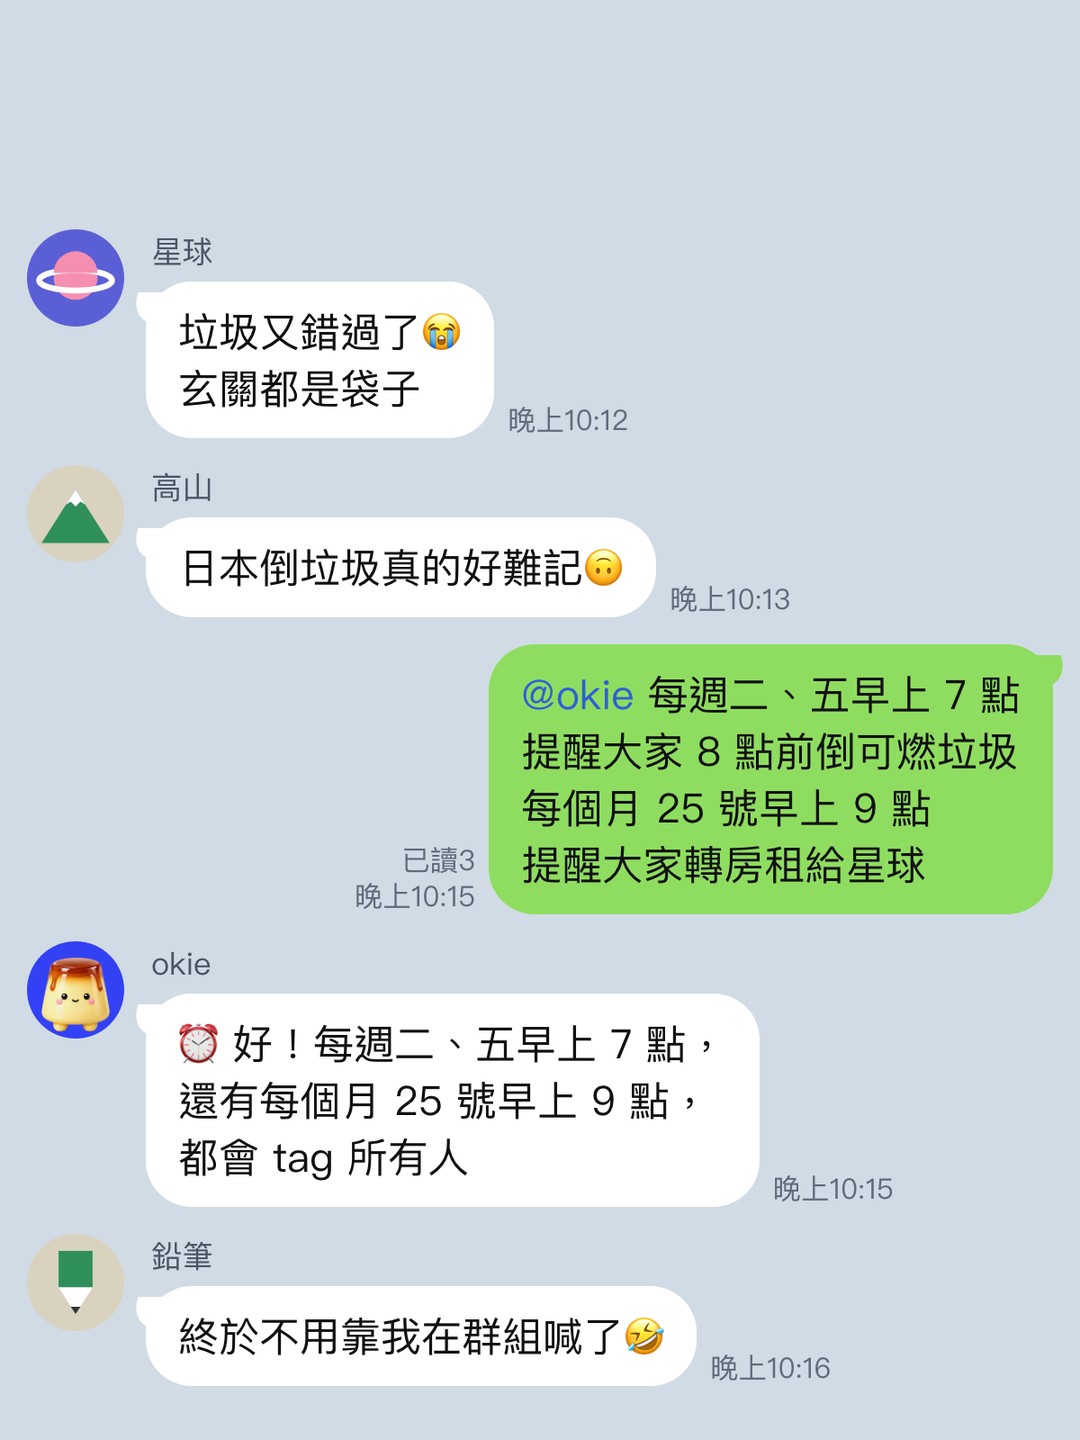 星球
垃圾又錯過了😭
玄關都是袋子
晚上10:12
高山
日本倒垃圾真的好難記🙃
晚上10:13
@okie 每週二、五早上 7 點
提醒大家 8 點前倒可燃垃圾
每個月 25 號早上 9 點
提醒大家轉房租給星球
已讀3
晚上10:15
okie
⏰ 好！每週二、五早上 7 點，
還有每個月 25 號早上 9 點，
都會 tag 所有人
晚上10:15
鉛筆
終於不用靠我在群組喊了🤣
晚上10:16